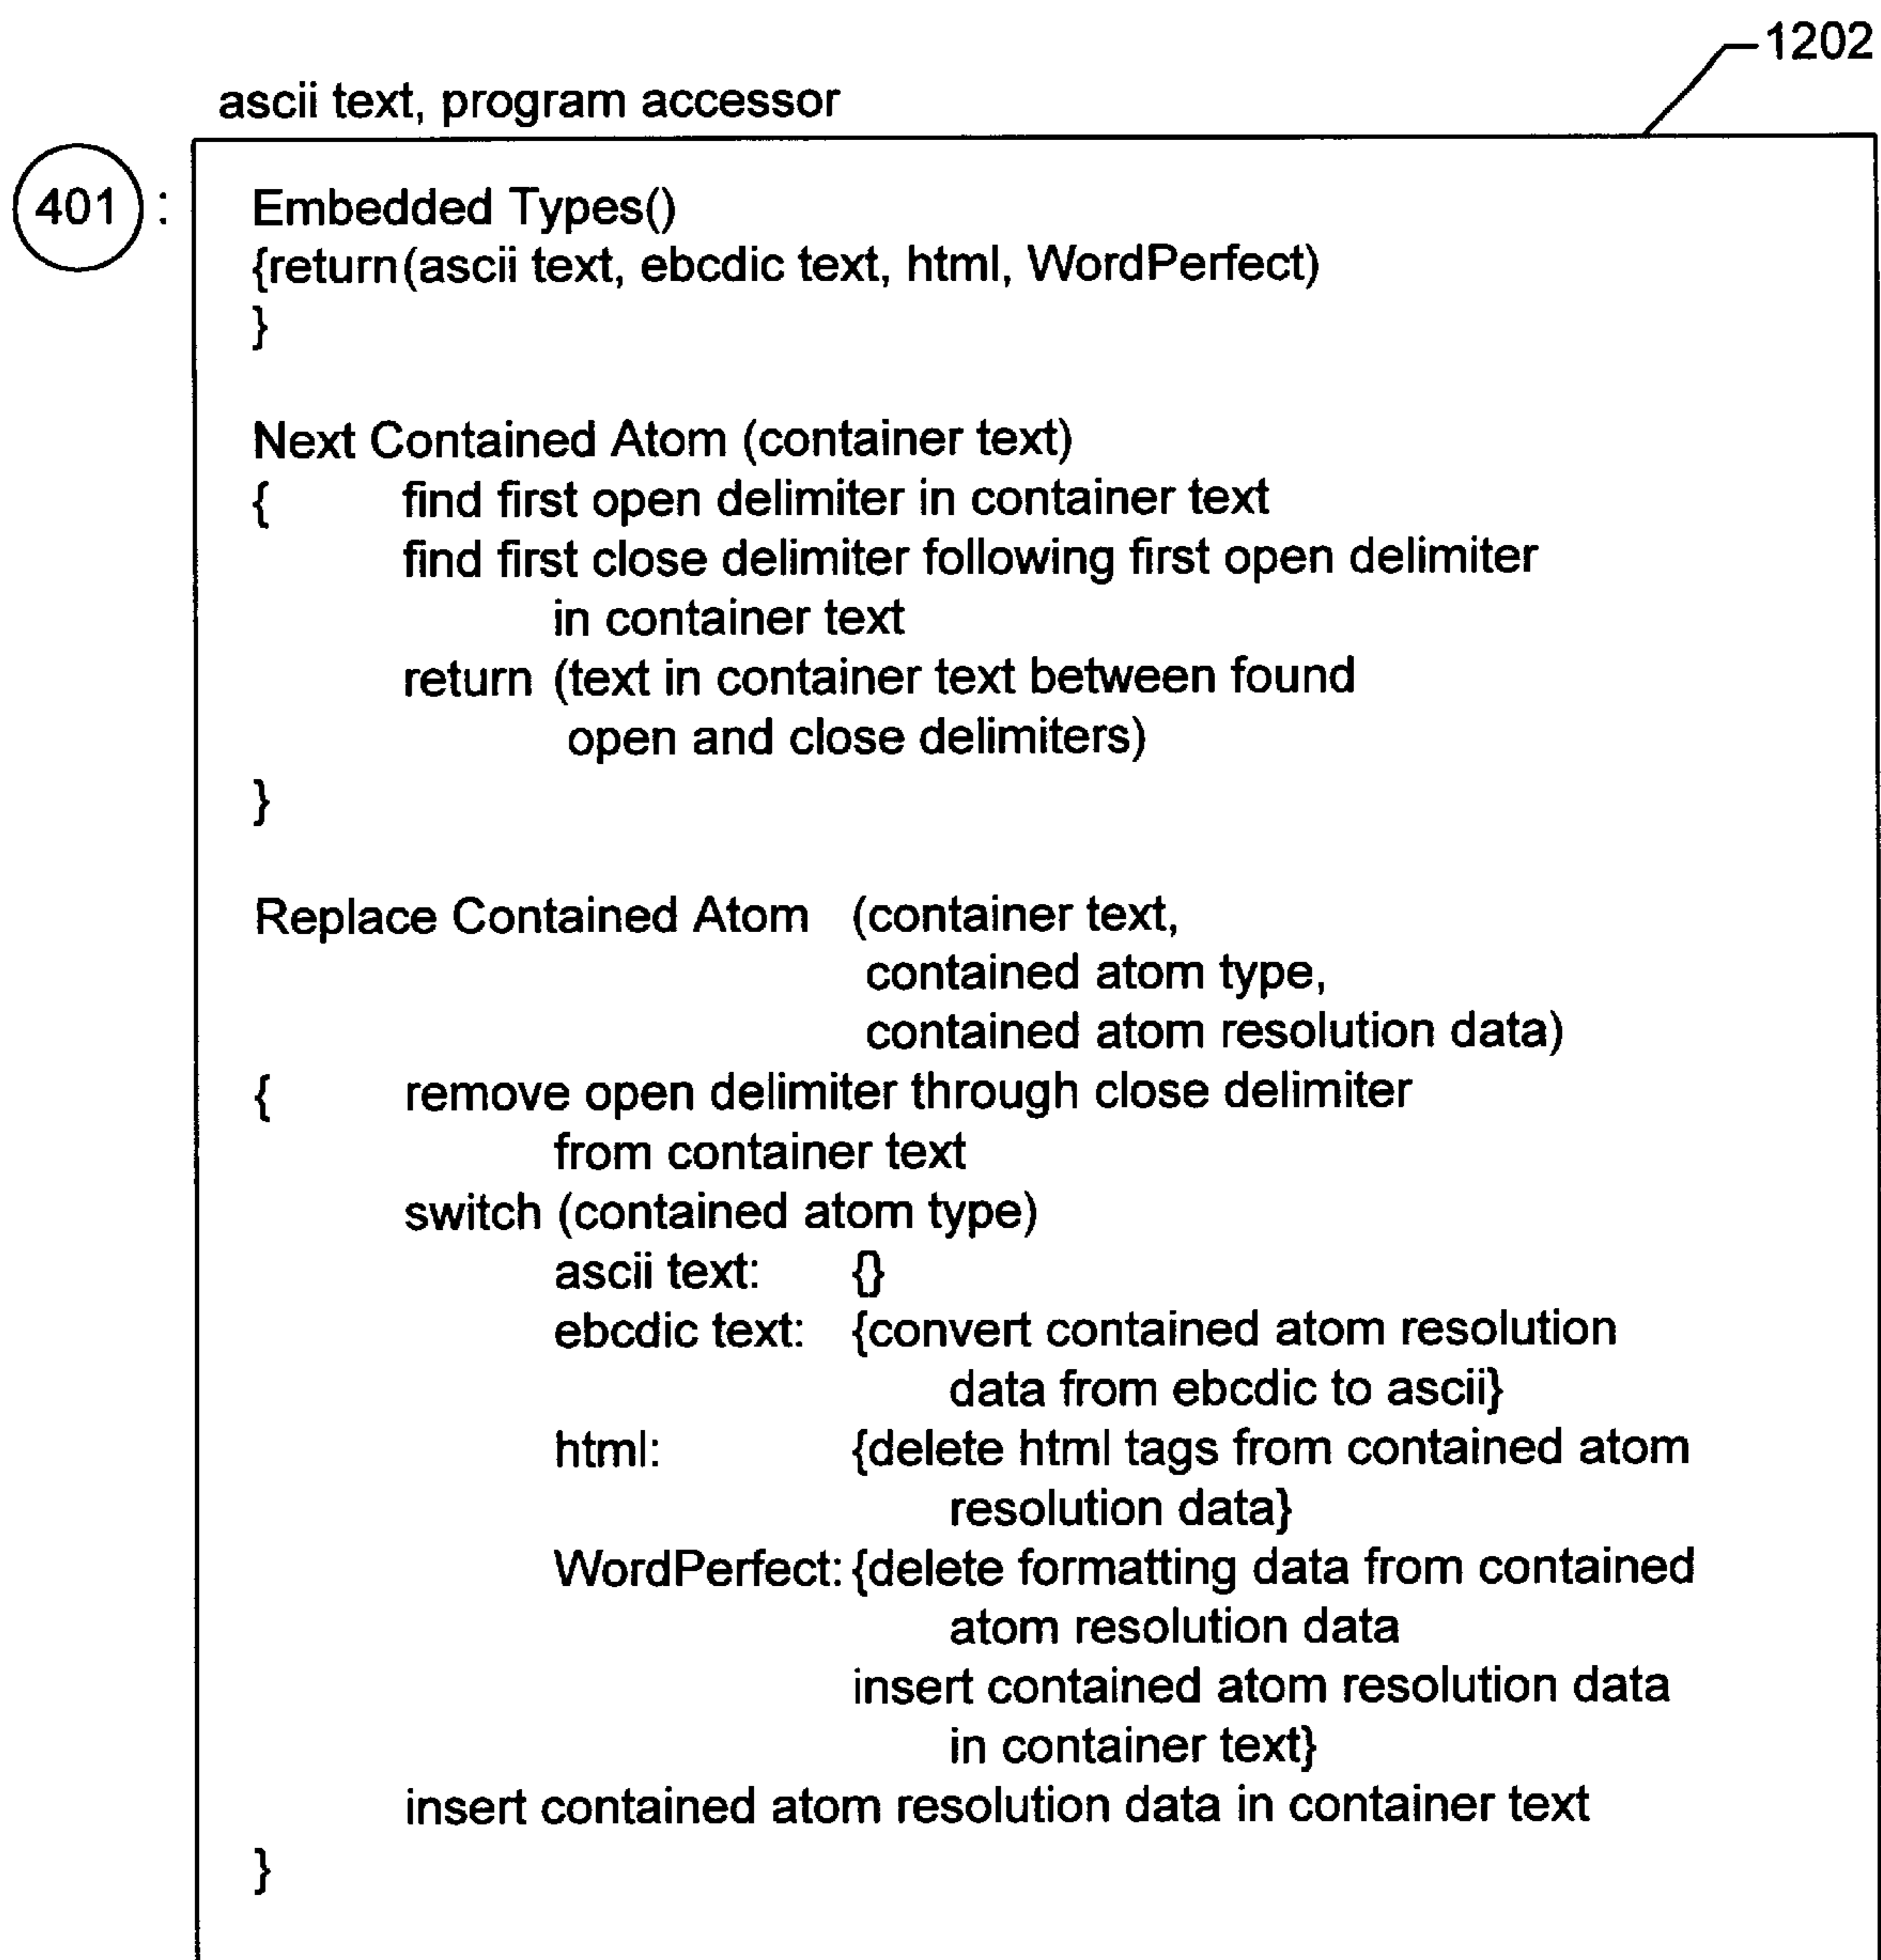 1202
ascii text, program accessor
401 :
Embedded Types()
{return(ascii text, ebcdic text, html, WordPerfect)
}
Next Contained Atom (container text)
{ find first open delimiter in container text
find first close delimiter following first open delimiter
in container text
return (text in container text between found
open and close delimiters)
}
Replace Contained Atom (container text,
contained atom type,
contained atom resolution data)
{ remove open delimiter through close delimiter
from container text
switch (contained atom type)
ascii text: {}
ebcdic text: {convert contained atom resolution
data from ebcdic to ascii}
html: {delete html tags from contained atom
resolution data}
WordPerfect: {delete formatting data from contained
atom resolution data
insert contained atom resolution data
in container text}
insert contained atom resolution data in container text
}